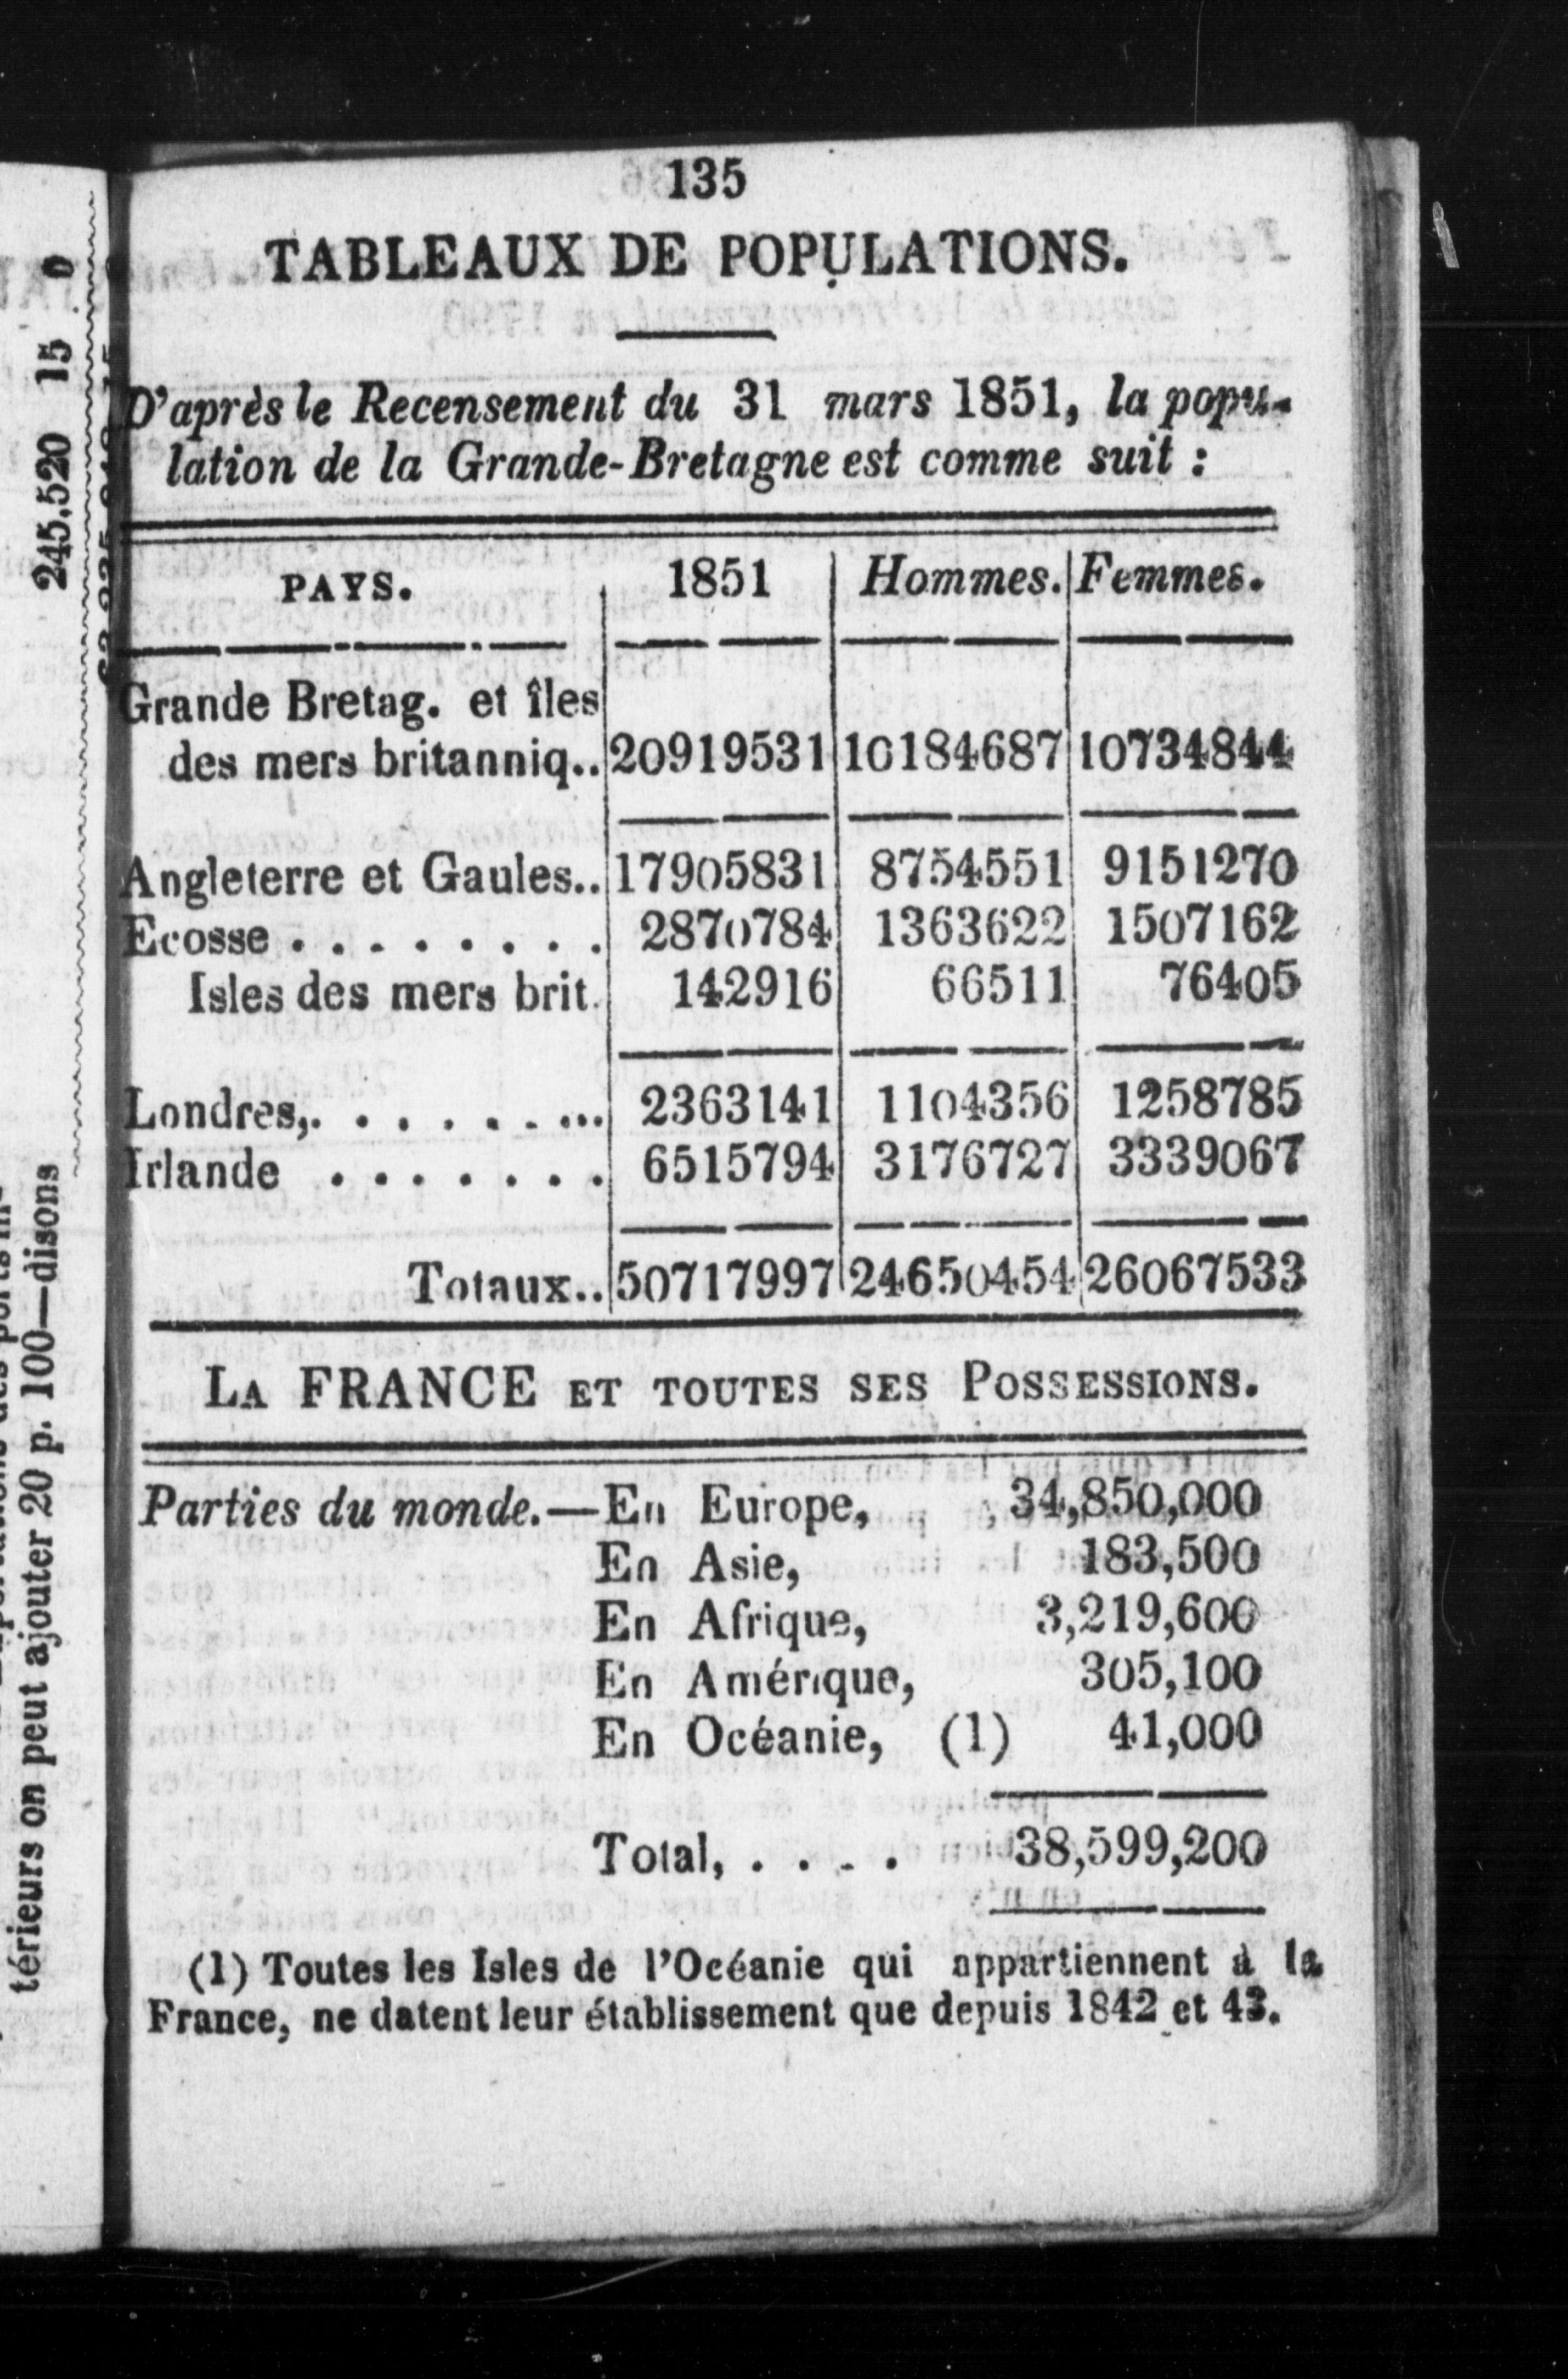 135
TABLEAUX DE POPULATIONS.
D'après le Recensement du 31 mars 1851, la popu-
lation de la Grande-Bretagne est comme suit :
PAYS. 1851 Hommes. Femmes.
Grande Bretag. et îles
des mers britanniq.. 20919531 10184687 10734844
Angleterre et Gaules.. 17905831 8754551 9151270
Ecosse . . . . . . . . . 2870784 1363622 1507162
Isles des mers brit. 142916 66511 76405
Londres,. . . . . . . ... 2363141 1104356 1258785
Irlande . . . . . . . 6515794 3176727 3339067
Totaux.. 50717997 24650454 26067533
LA FRANCE ET TOUTES SES POSSESSIONS.
Parties du monde.—En Europe, 34,850,000
En Asie, 183,500
En Afrique, 3,219,600
En Amérique, 305,100
En Océanie, (1) 41,000
Total, . . . . 38,599,200
(1) Toutes les Isles de l'Océanie qui appartiennent à la
France, ne datent leur établissement que depuis 1842 et 43.
245,520 15 0
térieurs on peut ajouter 20 p. 100—disons